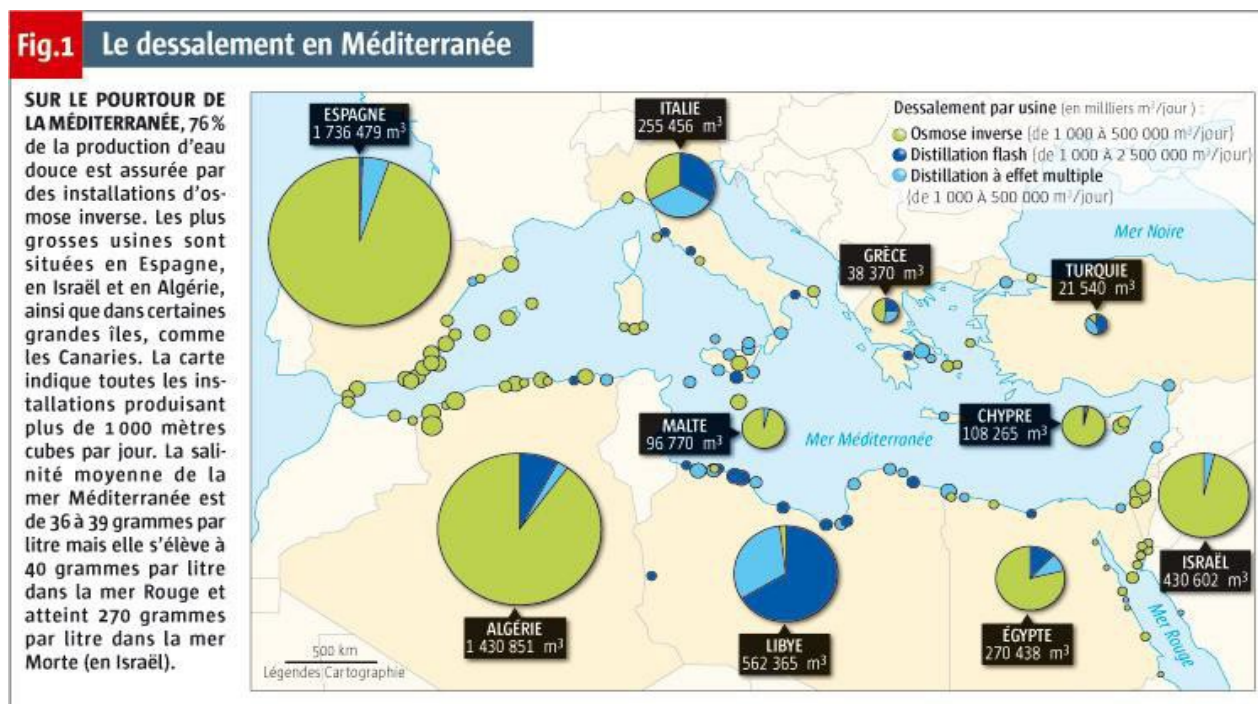 Fig.1 Le dessalement en Méditerranée
SUR LE POURTOUR DE
LA MÉDITERRANÉE, 76 %
de la production d'eau
douce est assurée par
des installations d'os-
mose inverse. Les plus
grosses usines sont
situées en Espagne,
en Israël et en Algérie,
ainsi que dans certaines
grandes îles, comme
les Canaries. La carte
indique toutes les ins-
tallations produisant
plus de 1 000 mètres
cubes par jour. La sali-
nité moyenne de la
mer Méditerranée est
de 36 à 39 grammes par
litre mais elle s'élève à
40 grammes par litre
dans la mer Rouge et
atteint 270 grammes
par litre dans la mer
Morte (en Israël).
ESPAGNE
1 736 479 m³
ITALIE
255 456 m³
Dessalement par usine (en milliers m³/jour) :
Osmose inverse (de 1 000 À 500 000 m³/jour)
Distillation flash (de 1 000 À 2 500 000 m³/jour)
Distillation à effet multiple
(de 1 000 À 500 000 m³/jour)
Mer Noire
GRÈCE
38 370 m³
TURQUIE
21 540 m³
MALTE
96 770 m³
Mer Méditerranée
CHYPRE
108 265 m³
ISRAËL
430 602 m³
ALGÉRIE
1 430 851 m³
LIBYE
562 365 m³
ÉGYPTE
270 438 m³
Mer Rouge
500 km
Légendes Cartographie